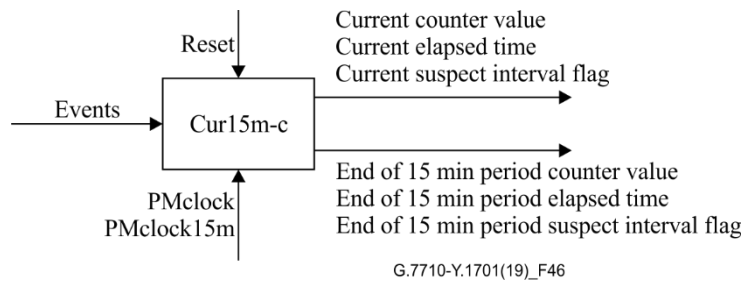 Reset
Current counter value
Current elapsed time
Current suspect interval flag
Events
Cur15m-c
PMclock
PMclock15m
End of 15 min period counter value
End of 15 min period elapsed time
End of 15 min period suspect interval flag
G.7710-Y.1701(19)_F46